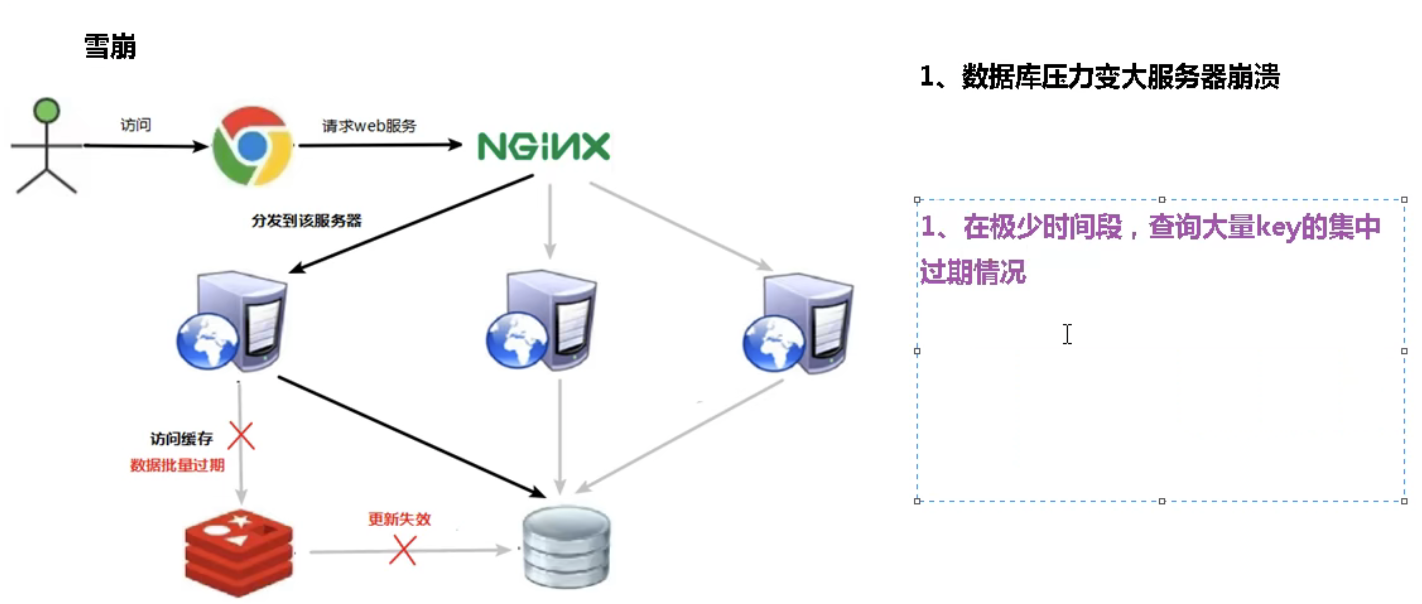 雪崩
1、数据库压力变大服务器崩溃
访问
请求web服务
NGINX
分发到该服务器
1、在极少时间段，查询大量key的集中
过期情况
访问缓存
数据批量过期
更新失效